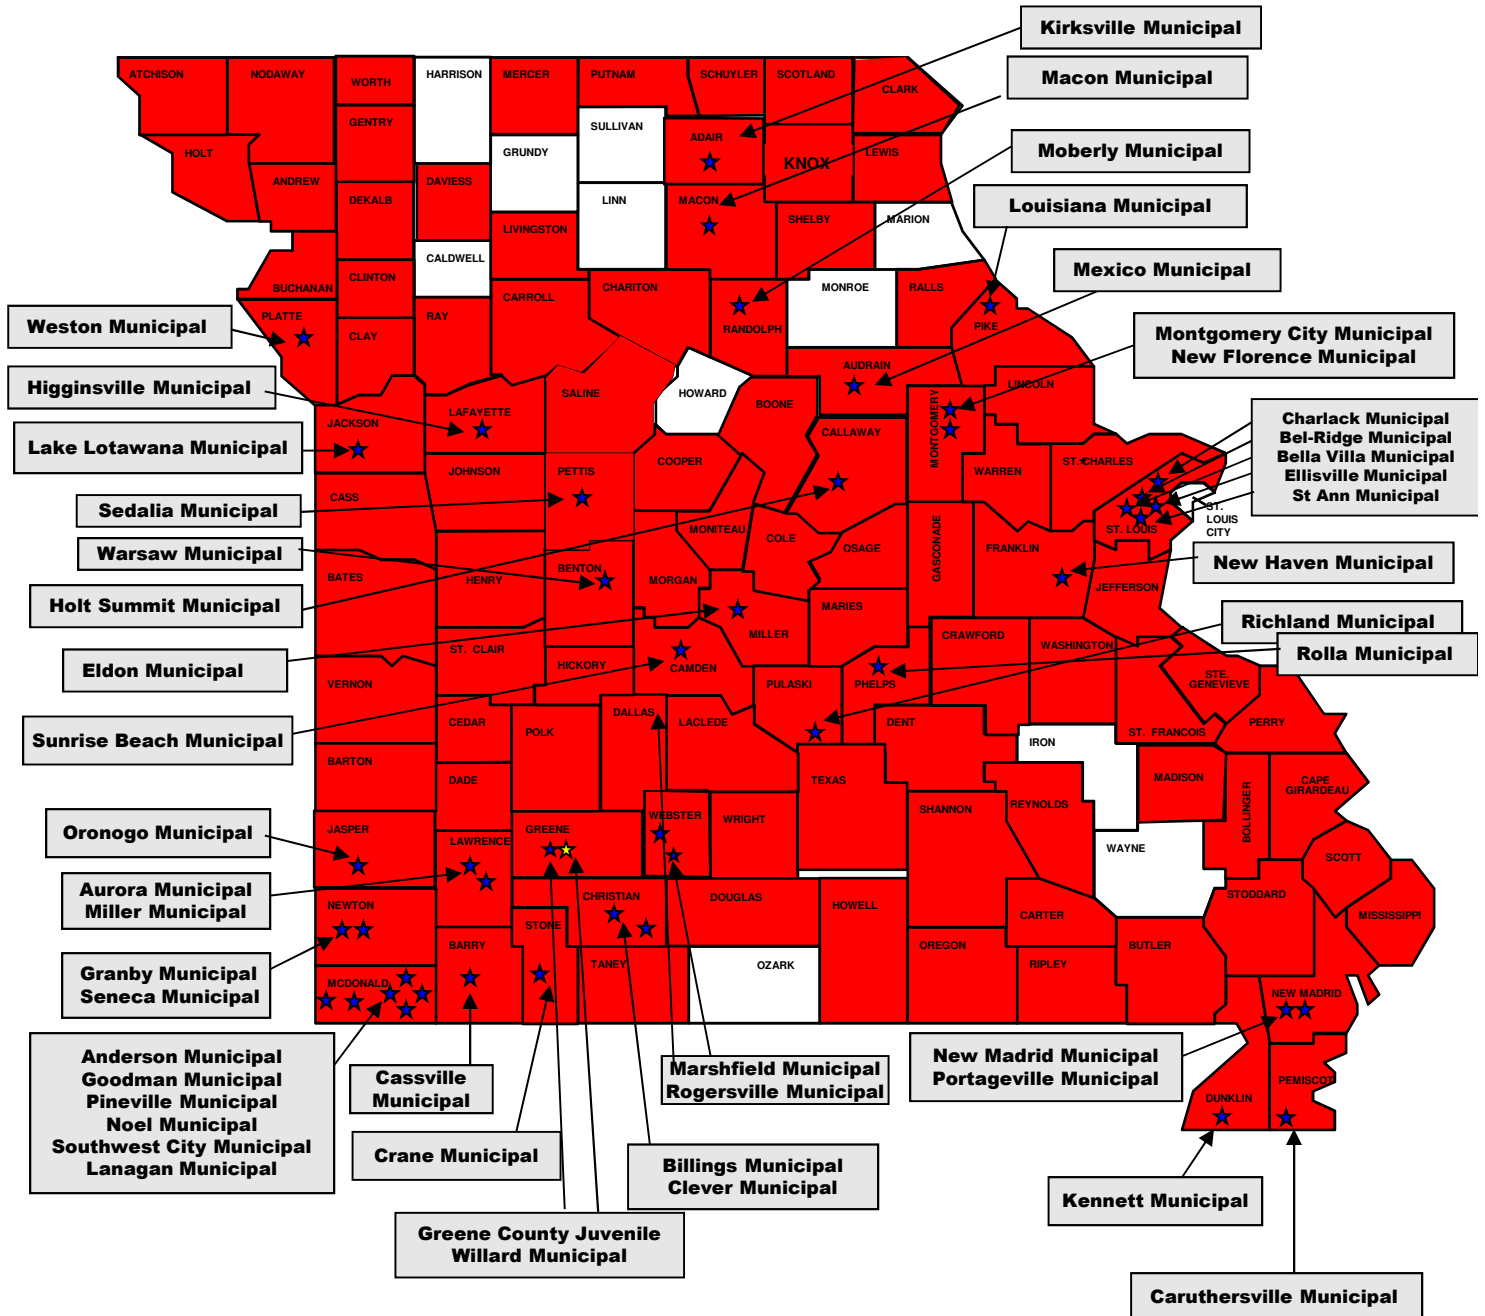 Kirksville Municipal
Macon Municipal
Moberly Municipal
Louisiana Municipal
Mexico Municipal
Montgomery City Municipal
New Florence Municipal
Charlack Municipal
Bel-Ridge Municipal
Bella Villa Municipal
Ellisville Municipal
St Ann Municipal
New Haven Municipal
Richland Municipal
Rolla Municipal
Weston Municipal
Higginsville Municipal
Lake Lotawana Municipal
Sedalia Municipal
Warsaw Municipal
Holt Summit Municipal
Eldon Municipal
Sunrise Beach Municipal
Oronogo Municipal
Aurora Municipal
Miller Municipal
Granby Municipal
Seneca Municipal
Anderson Municipal
Goodman Municipal
Pineville Municipal
Noel Municipal
Southwest City Municipal
Lanagan Municipal
Cassville
Municipal
Crane Municipal
Greene County Juvenile
Willard Municipal
Billings Municipal
Clever Municipal
Marshfield Municipal
Rogersville Municipal
New Madrid Municipal
Portageville Municipal
Kennett Municipal
Caruthersville Municipal
ATCHISON
NODAWAY
WORTH
HARRISON
MERCER
PUTNAM
SCHUYLER
SCOTLAND
CLARK
GENTRY
SULLIVAN
ADAIR
KNOX
LEWIS
HOLT
ANDREW
DEKALB
DAVIESS
GRUNDY
LINN
MACON
SHELBY
MARION
LIVINGSTON
CALDWELL
CLINTON
BUCHANAN
CARROLL
CHARITON
MONROE
RALLS
PLATTE
CLAY
RAY
RANDOLPH
PIKE
AUDRAIN
LINCOLN
SALINE
HOWARD
BOONE
LAFAYETTE
JACKSON
CALLAWAY
MONTGOMERY
WARREN
ST. CHARLES
JOHNSON
PETTIS
COOPER
CASS
MONITEAU
COLE
OSAGE
GASCONADE
FRANKLIN
ST. LOUIS
ST.
LOUIS
CITY
JEFFERSON
BATES
HENRY
BENTON
MORGAN
MARIES
MILLER
CRAWFORD
WASHINGTON
ST. CLAIR
HICKORY
CAMDEN
PULASKI
PHELPS
STE.
GENEVIEVE
VERNON
CEDAR
POLK
DALLAS
LACLEDE
DENT
IRON
ST. FRANCOIS
PERRY
BARTON
DADE
TEXAS
REYNOLDS
MADISON
BOLLINGER
CAPE
GIRARDEAU
JASPER
LAWRENCE
GREENE
WEBSTER
WRIGHT
SHANNON
WAYNE
SCOTT
NEWTON
CHRISTIAN
DOUGLAS
HOWELL
CARTER
STODDARD
MISSISSIPPI
STONE
BARRY
TANEY
OZARK
OREGON
RIPLEY
BUTLER
MCDONALD
NEW MADRID
DUNKLIN
PEMISCOT